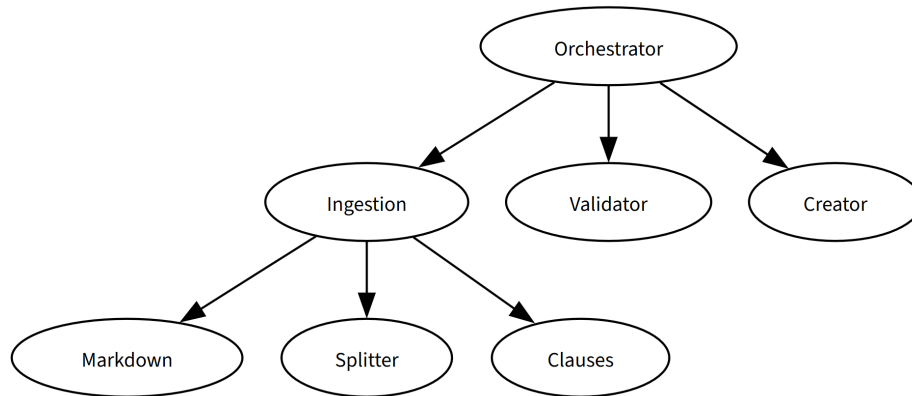 Orchestrator
Ingestion
Validator
Creator
Markdown
Splitter
Clauses